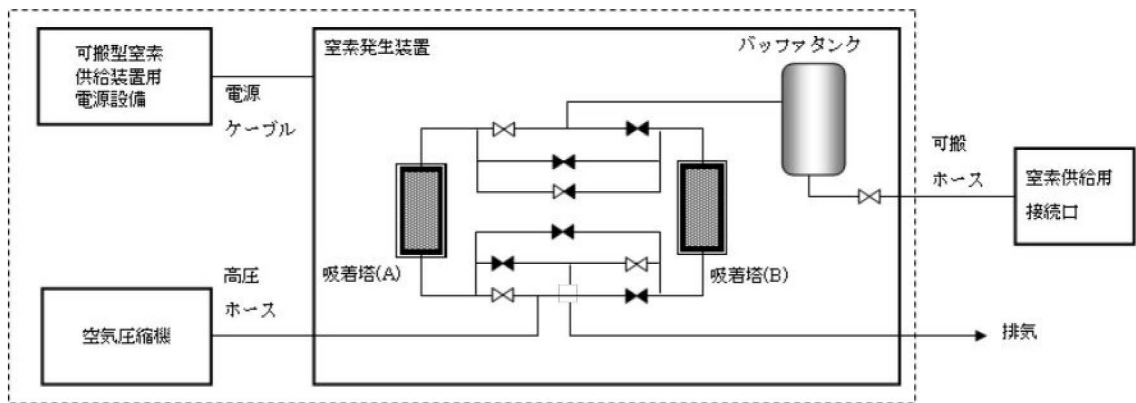 可搬型窒素
供給装置用
電源設備
電源
ケーブル
窒素発生装置
バッファタンク
可搬
ホース
窒素供給用
接続口
吸着塔(A)
吸着塔(B)
高圧
ホース
空気圧縮機
排気